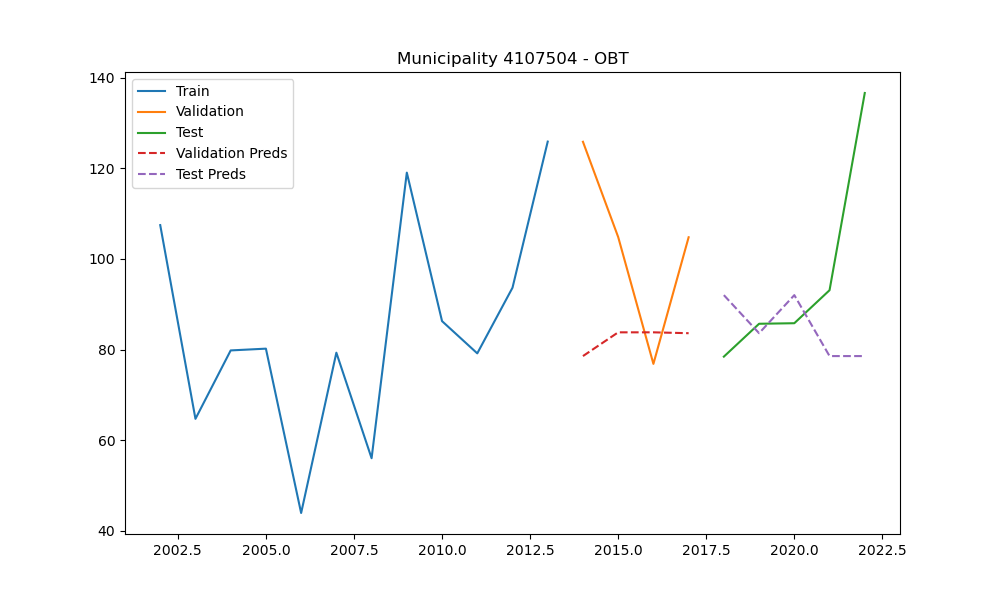 Municipality 4107504 - OBT
Train
Validation
Test
Validation Preds
Test Preds
140
120
100
80
60
40
2002.5 2005.0 2007.5 2010.0 2012.5 2015.0 2017.5 2020.0 2022.5